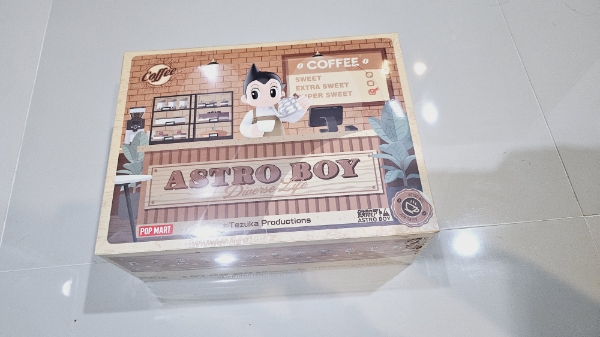 Coffee
COFFEE
SWEET
EXTRA SWEET
PER SWEET
ASTRO BOY
Diverse Life
©Tezuka Productions
POP MART
ASTRO BOY